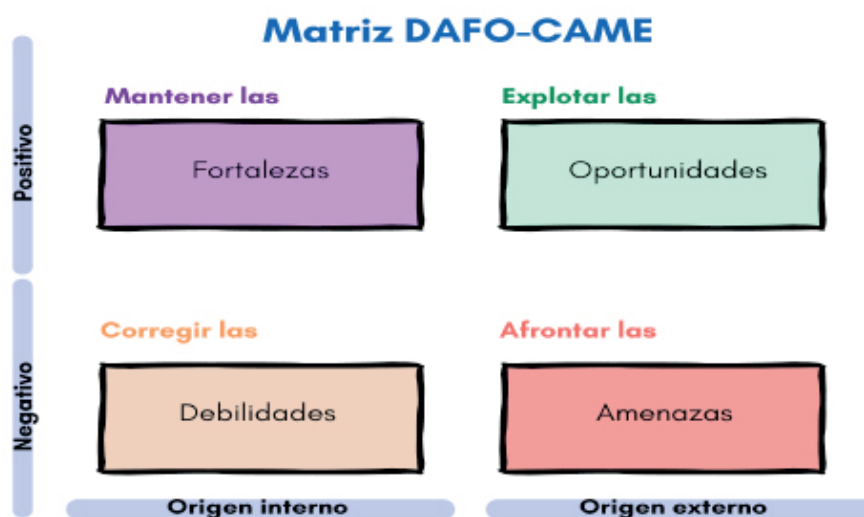 Matriz DAFO-CAME
Positivo
Mantener las
Fortalezas
Explotar las
Oportunidades
Negativo
Corregir las
Debilidades
Afrontar las
Amenazas
Origen interno
Origen externo